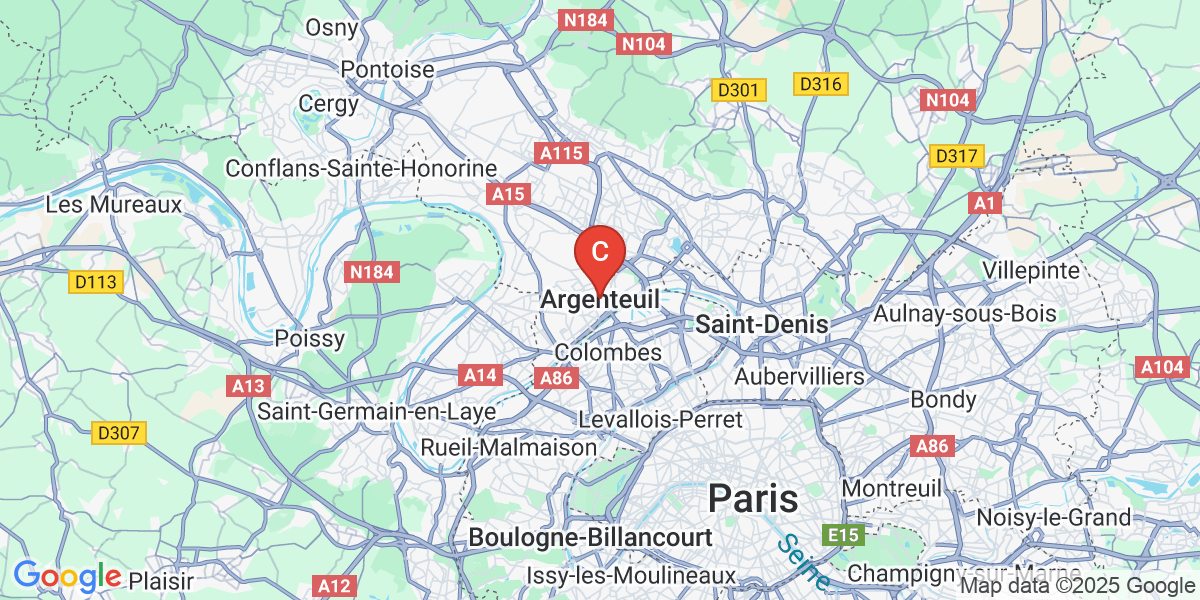 Osny
N184
N104
Pontoise
D301
D316
Cergy
N104
A115
D317
Conflans-Sainte-Honorine
A15
Les Mureaux
A1
C
N184
Villepinte
D113
Argenteuil
Aulnay-sous-Bois
Saint-Denis
Poissy
Colombes
A104
A14
A86
Aubervilliers
A13
Bondy
Saint-Germain-en-Laye
Levallois-Perret
D307
Rueil-Malmaison
A86
Montreuil
Paris
Noisy-le-Grand
Boulogne-Billancourt
E15
Seine
Issy-les-Moulineaux
Champigny-sur-Marne
Google
Plaisir
A12
Map data ©2025 Google